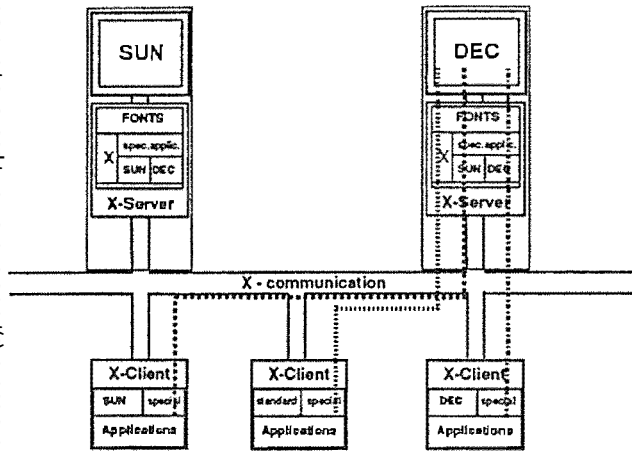 SUN
DEC
FONTS
FONTS
X
spec.applic.
SUN DEC
X
spec.applic.
SUN DEC
X-Server
X-Server
X - communication
X-Client
X-Client
X-Client
SUN special
standard special
DEC special
Applications
Applications
Applications